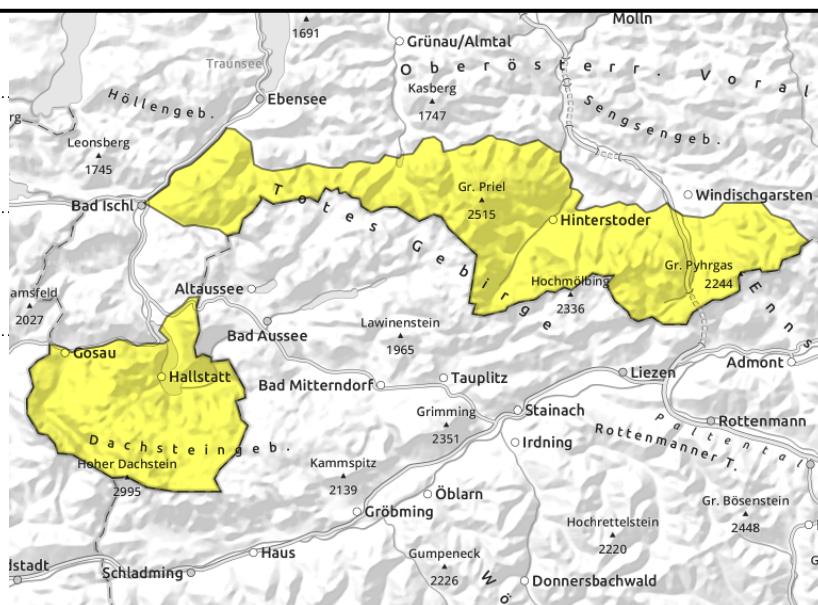 Molln
1691
Grünau/Almtal
Traunsee
Oberösterr. Voral
Kasberg
1747
Höllengeb.
Ebensee
Sengsengeb.
rg
Leonsberg
1745
Gr. Priel
2515
Totes Gebirge
Windischgarsten
Bad Ischl
Hinterstoder
Gr. Pyhrgas
2244
Hochmölbing
2336
Altaussee
amsfeld
2027
Enns
Lawinenstein
1965
Bad Aussee
Gosau
Admont
Hallstatt
Liezen
Bad Mitterndorf
Tauplitz
Grimming
2351
Stainach
Rottenmann
Paltental
Rottenmanner T.
Irdning
Dachsteingeb.
Hoher Dachstein
2995
Kammspitz
2139
Öblarn
Gröbming
Gr. Bösenstein
2448
Hochrettelstein
2220
Haus
Gumpeneck
2226
dstadt
Schladming
Donnersbachwald
Wö
G